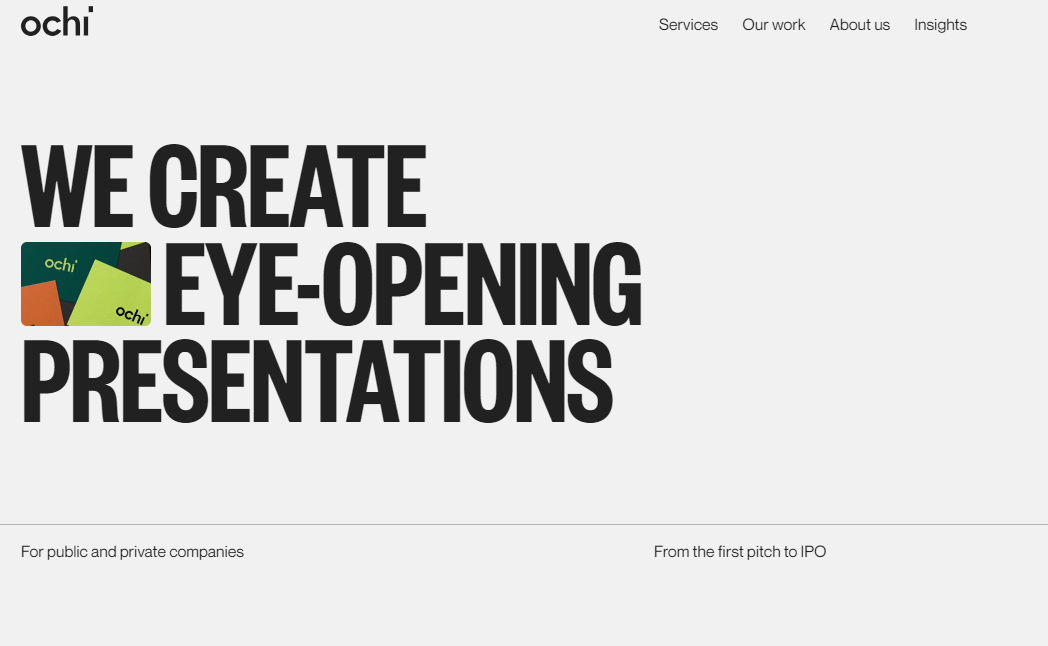 ochi
Services Our work About us Insights
WE CREATE
ochi
ochi
EYE-OPENING
PRESENTATIONS
For public and private companies
From the first pitch to IPO